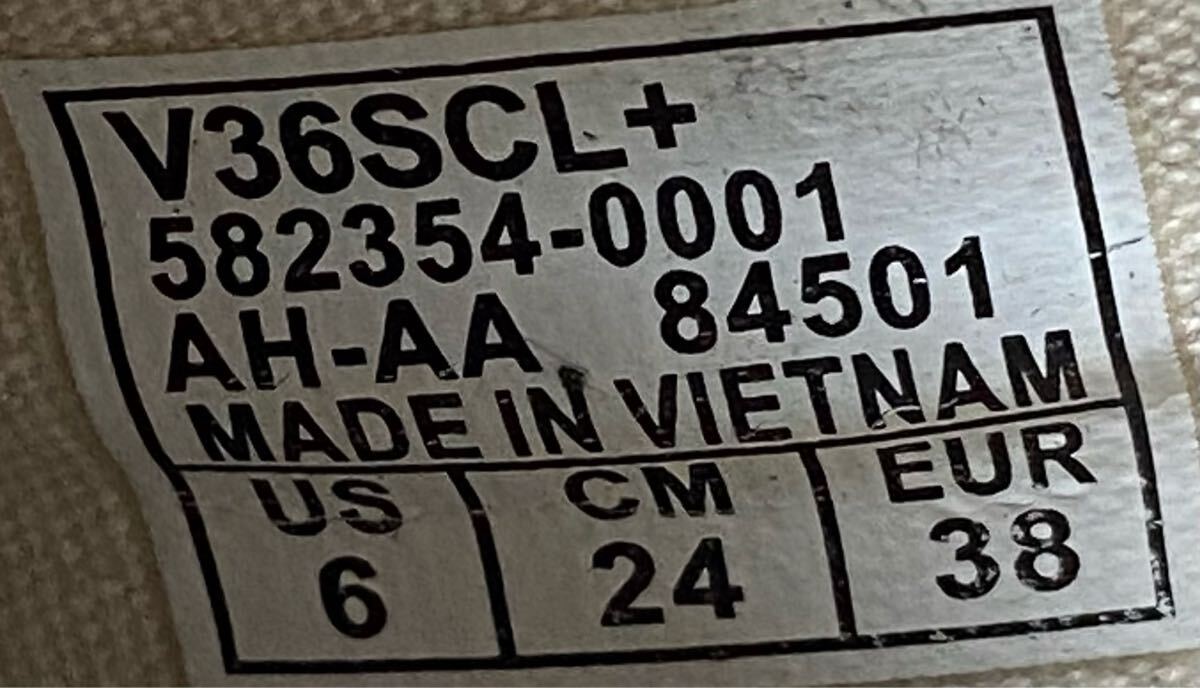 V36SCL+
582354-0001
AH-AA 84501
MADE IN VIETNAM
US CM EUR
6 24 38